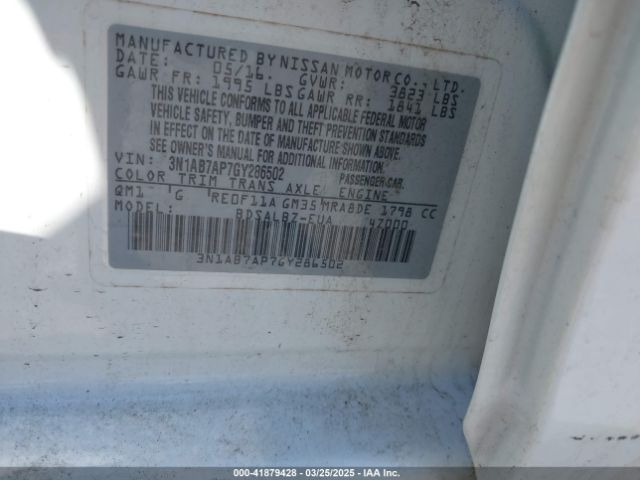 MANUFACTURED BY NISSAN MOTOR CO., LTD.
DATE: 05/16. GVWR: 3823 LBS
GAWR FR: 1995 LBS GAWR RR: 1841 LBS
THIS VEHICLE CONFORMS TO ALL APPLICABLE FEDERAL MOTOR
VEHICLE SAFETY, BUMPER AND THEFT PREVENTION STANDARDS
IN EFFECT ON THE DATE OF MANUFACTURE SHOWN ABOVE.
SEE OWNER'S MANUAL FOR ADDITIONAL INFORMATION.
VIN: 3N1AB7AP7GY286502 PASSENGER CAR
COLOR TRIM TRANS AXLE ENGINE
QM1 G RE0F11A GM35 MRA8DE 1798 CC
MODEL: BDSALBZ-EUA 4Z000
3N1AB7AP7GY286502
000-41879428 - 03/25/2025 - IAA Inc.